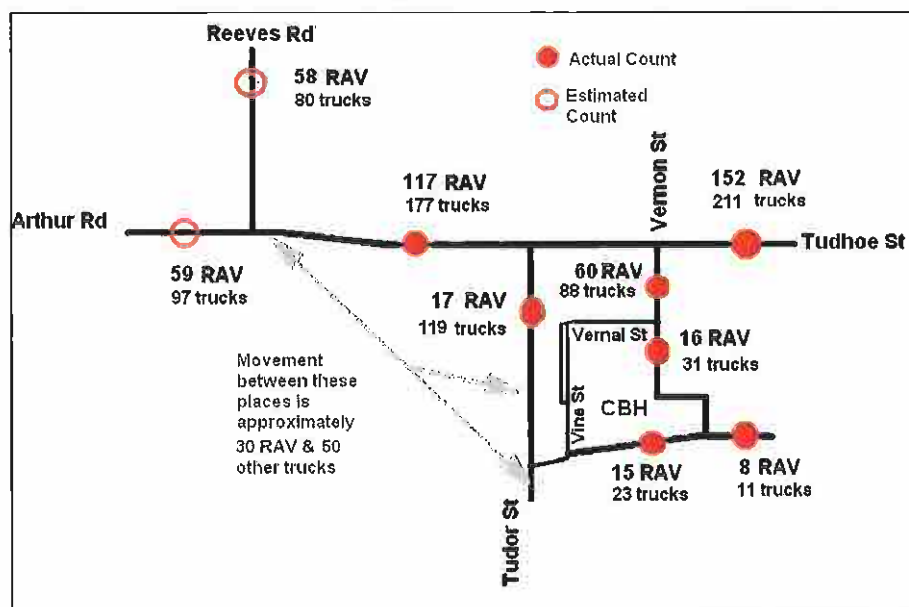 Reeves Rd
58 RAV
80 trucks
Actual Count
Estimated
Count
Vernon St
117 RAV
177 trucks
152 RAV
211 trucks
Arthur Rd
Tudhoe St
59 RAV
97 trucks
17 RAV
119 trucks
60 RAV
88 trucks
Vernal St
16 RAV
31 trucks
Movement
between these
places is
approximately
30 RAV & 50
other trucks
Vine St
CBH
15 RAV
23 trucks
8 RAV
11 trucks
Tudor St